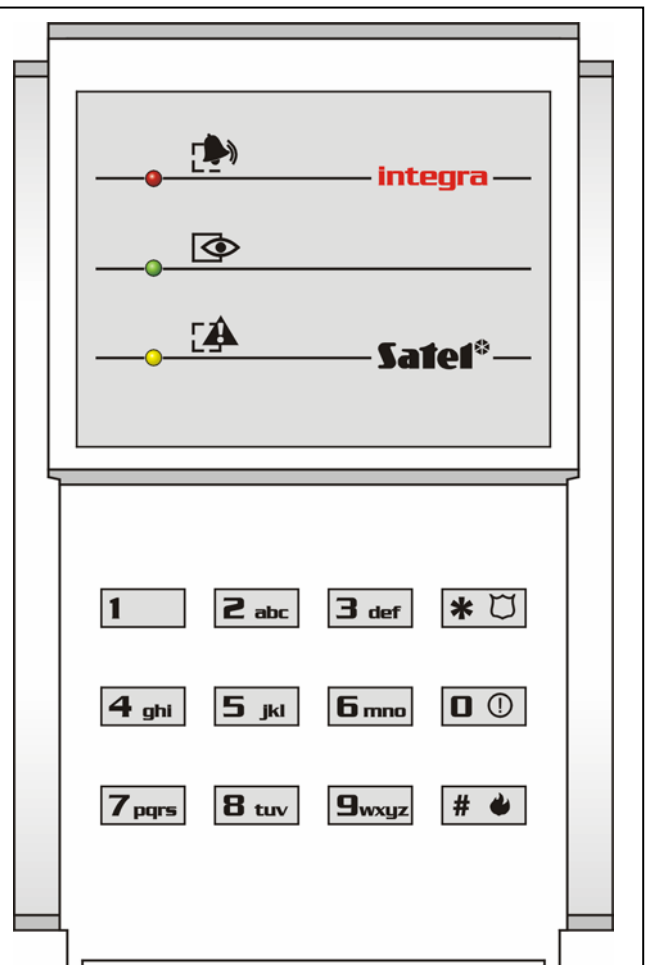 integra
Satel
1
2 abc
3 def
*
4 ghi
5 jkl
6 mno
0
7 pqrs
8 tuv
9 wxyz
#